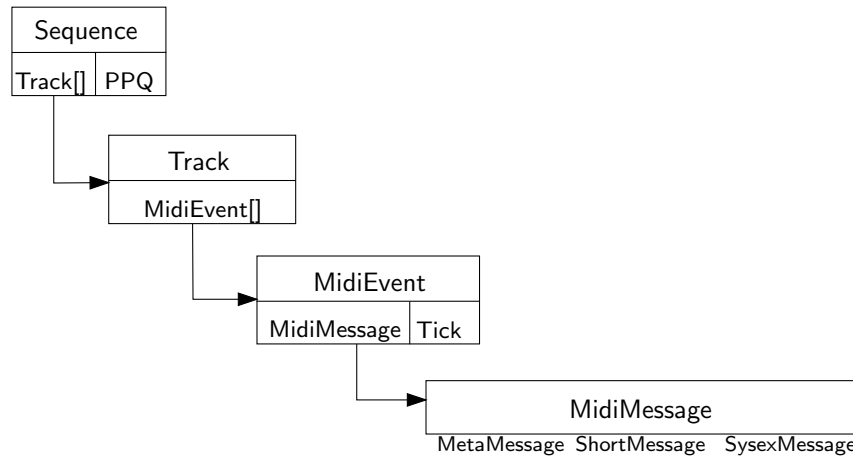 Sequence
Track[] PPQ
Track
MidiEvent[]
MidiEvent
MidiMessage Tick
MidiMessage
MetaMessage ShortMessage SysexMessage